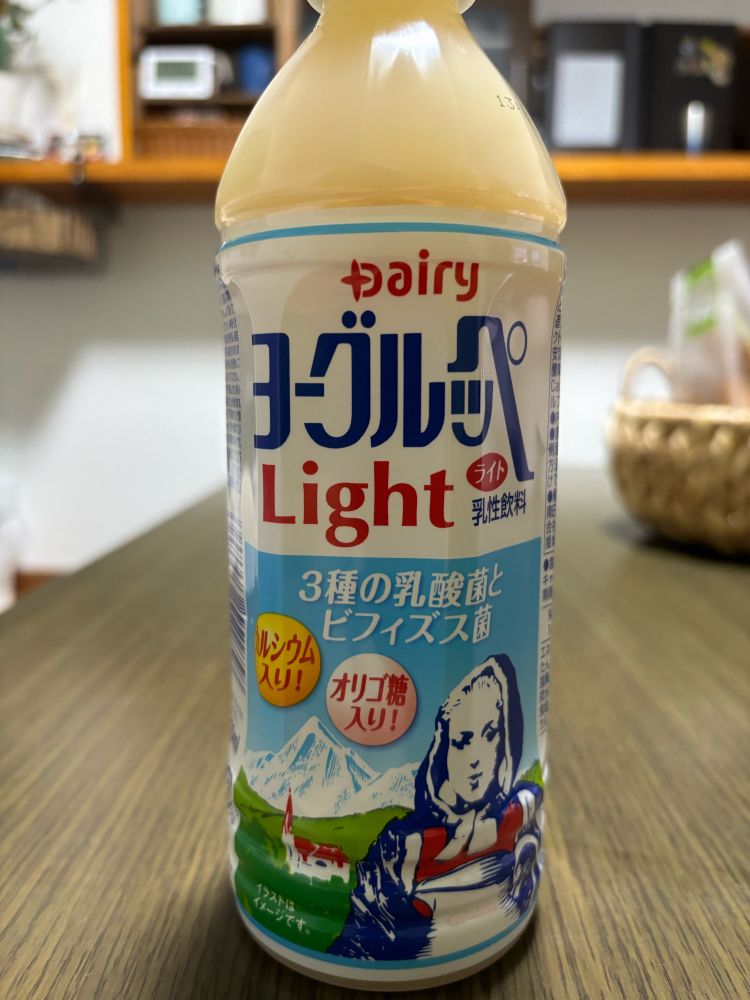 Dairy
ヨーグルッペ
Light
ライト
乳性飲料
3種の乳酸菌と
ビフィズス菌
カルシウム
入り!
オリゴ糖
入り!
イラストは
イメージです。